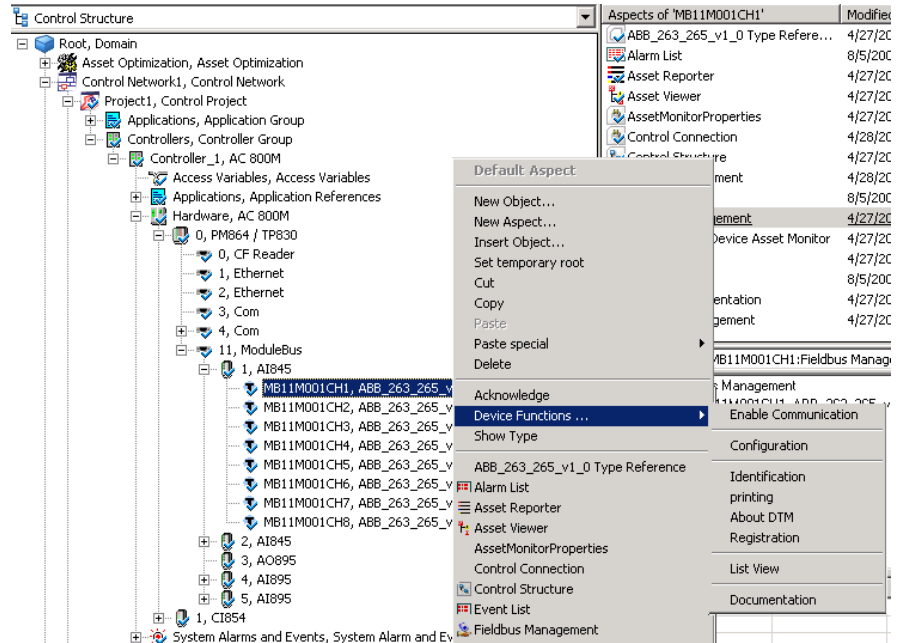 Control Structure
Root, Domain
Asset Optimization, Asset Optimization
Control Network1, Control Network
Project1, Control Project
Applications, Application Group
Controllers, Controller Group
Controller_1, AC 800M
Access Variables, Access Variables
Applications, Application References
Hardware, AC 800M
0, PM864 / TP830
0, CF Reader
1, Ethernet
2, Ethernet
3, Com
4, Com
11, ModuleBus
1, AI845
MB11M001CH1, ABB_263_265_v
MB11M001CH2, ABB_263_265_v
MB11M001CH3, ABB_263_265_v
MB11M001CH4, ABB_263_265_v
MB11M001CH5, ABB_263_265_v
MB11M001CH6, ABB_263_265_v
MB11M001CH7, ABB_263_265_v
MB11M001CH8, ABB_263_265_v
2, AI845
3, AO895
4, AI895
5, AI895
1, CI854
System Alarms and Events, System Alarm and Ev
Aspects of 'MB11M001CH1' Modified
ABB_263_265_v1_0 Type Refere... 4/27/20
Alarm List 8/5/200
Asset Reporter 4/27/20
Asset Viewer 4/27/20
AssetMonitorProperties 4/27/20
Control Connection 4/28/20
Control Structure 4/27/20
ment 4/28/20
8/5/200
gement 4/27/20
Device Asset Monitor 4/27/20
4/27/20
8/5/200
entation 4/27/20
gement 4/27/20
MB11M001CH1:Fieldbus Manag
Management
Default Aspect
New Object...
New Aspect...
Insert Object...
Set temporary root
Cut
Copy
Paste
Paste special
Delete
Acknowledge
Device Functions ...
Show Type
ABB_263_265_v1_0 Type Reference
Alarm List
Asset Reporter
Asset Viewer
AssetMonitorProperties
Control Connection
Control Structure
Event List
Fieldbus Management
Enable Communication
Configuration
Identification
printing
About DTM
Registration
List View
Documentation